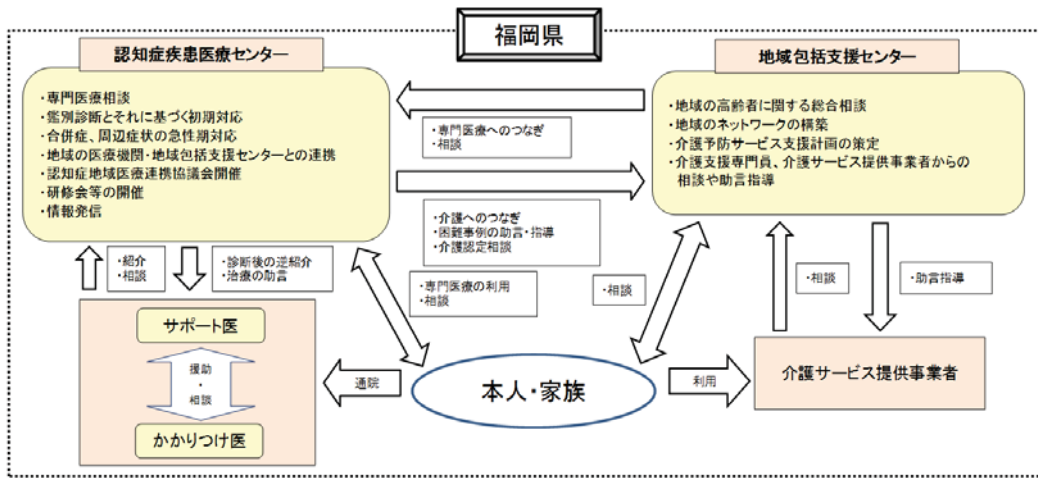 福岡県
認知症疾患医療センター
・専門医療相談
・鑑別診断とそれに基づく初期対応
・合併症、周辺症状の急性期対応
・地域の医療機関・地域包括支援センターとの連携
・認知症地域医療連携協議会開催
・研修会等の開催
・情報発信
地域包括支援センター
・地域の高齢者に関する総合相談
・地域のネットワークの構築
・介護予防サービス支援計画の策定
・介護支援専門員、介護サービス提供事業者からの
相談や助言指導
・専門医療へのつなぎ
・相談
・介護へのつなぎ
・困難事例の助言・指導
・介護認定相談
・紹介
・相談
・診断後の逆紹介
・治療の助言
・専門医療の利用
・相談
・相談
・相談
・助言指導
サポート医
援助
・
相談
かかりつけ医
通院
本人・家族
利用
介護サービス提供事業者